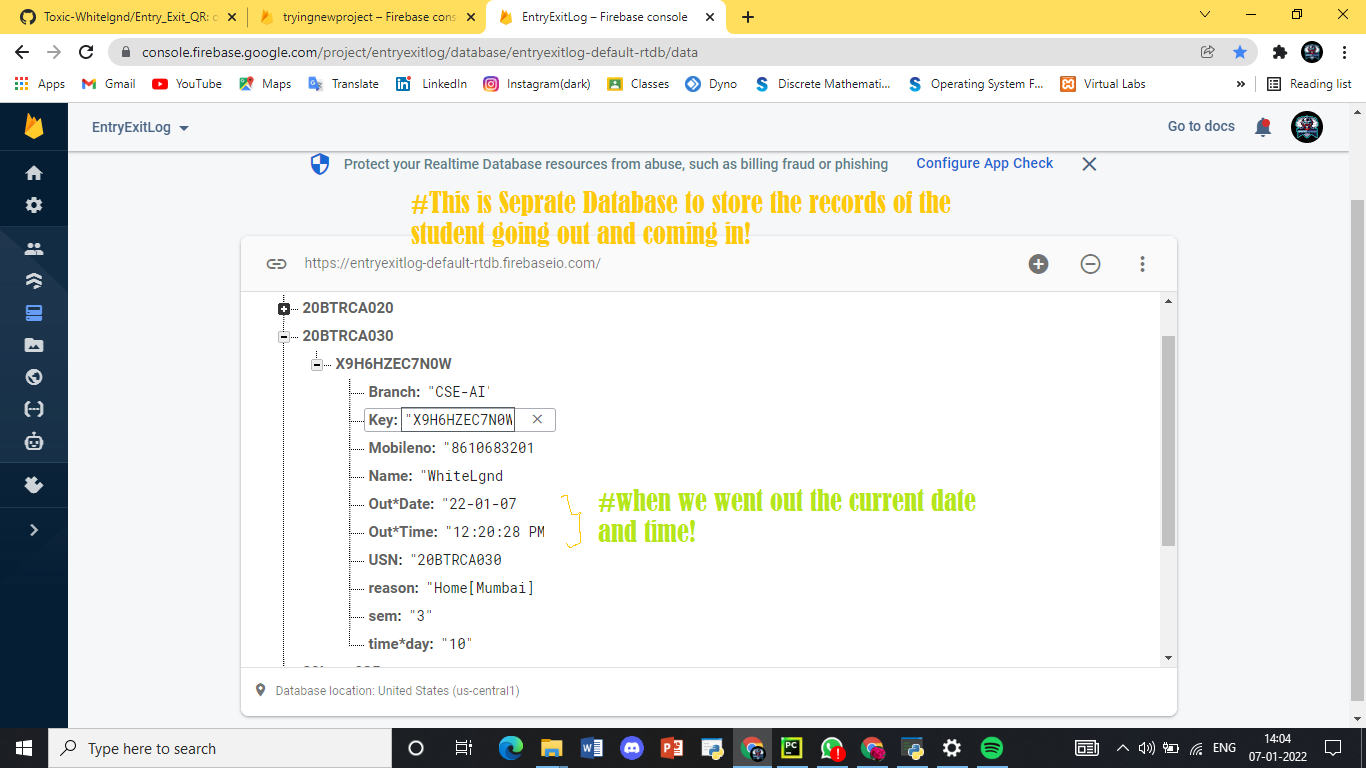 Toxic-Whitelgnd/Entry_Exit_QR: c
tryingnewproject – Firebase cons
EntryExitLog – Firebase console
console.firebase.google.com/project/entryexitlog/database/entryexitlog-default-rtdb/data
Apps Gmail YouTube Maps Translate LinkedIn Instagram(dark) Classes Dyno Discrete Mathemati... Operating System F... Virtual Labs » Reading list
EntryExitLog Go to docs
Protect your Realtime Database resources from abuse, such as billing fraud or phishing Configure App Check
#This is Seprate Database to store the records of the
student going out and coming in!
https://entryexitlog-default-rtdb.firebaseio.com/
20BTRCA020
20BTRCA030
X9H6HZEC7N0W
Branch: "CSE-AI'
Key: "X9H6HZEC7N0W
Mobileno: "8610683201
Name: "WhiteLgnd
Out*Date: "22-01-07
#when we went out the current date
and time!
Out*Time: "12:20:28 PM
USN: "20BTRCA030
reason: "Home[Mumbai]
sem: "3"
time*day: "10"
Database location: United States (us-central1)
Type here to search
ENG
14:04
07-01-2022